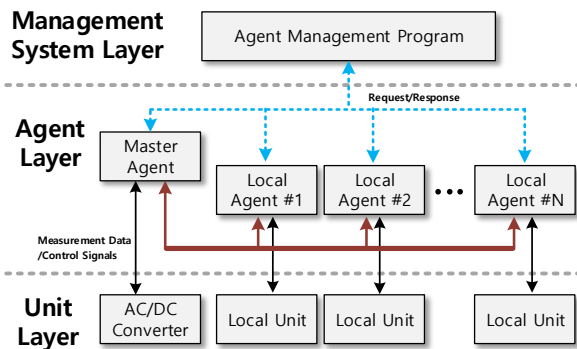 Management
System Layer
Agent Management Program
Request/Response
Agent
Layer
Master
Agent
Local
Agent #1
Local
Agent #2
Local
Agent #N
Measurement Data
/Control Signals
Unit
Layer
AC/DC
Converter
Local Unit
Local Unit
Local Unit